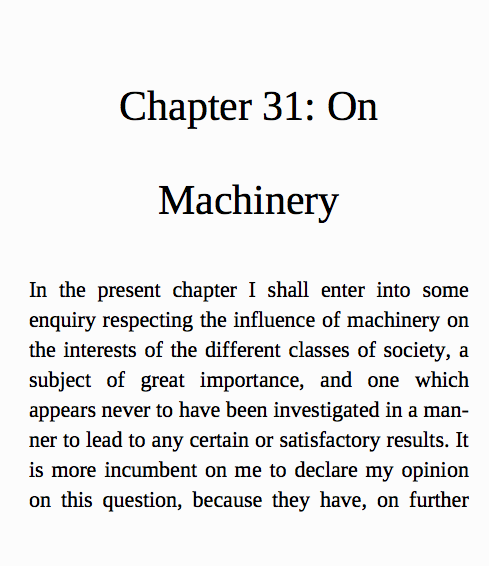 Chapter 31: On
Machinery
In the present chapter I shall enter into some
enquiry respecting the influence of machinery on
the interests of the different classes of society, a
subject of great importance, and one which
appears never to have been investigated in a man-
ner to lead to any certain or satisfactory results. It
is more incumbent on me to declare my opinion
on this question, because they have, on further